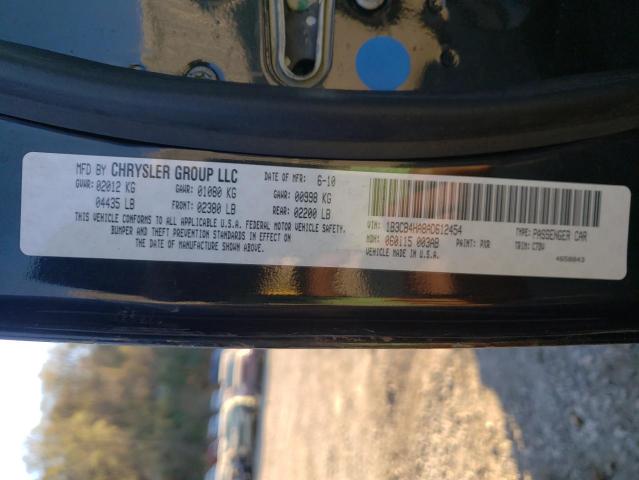 MFD BY CHRYSLER GROUP LLC DATE OF MFR: 6-10
GVWR: 02012 KG GAWR: 01080 KG GAWR: 00998 KG
04435 LB FRONT: 02380 LB REAR: 02200 LB
THIS VEHICLE CONFORMS TO ALL APPLICABLE U.S.A. FEDERAL MOTOR VEHICLE SAFETY,
BUMPER AND THEFT PREVENTION STANDARDS IN EFFECT ON
THE DATE OF MANUFACTURE SHOWN ABOVE.
VIN: 1B3CB4HA8AD612454 TYPE: PASSENGER CAR
MDH: 060115 003AB PAINT: PXR TRIM: C7DV
VEHICLE MADE IN U.S.A. 4658843